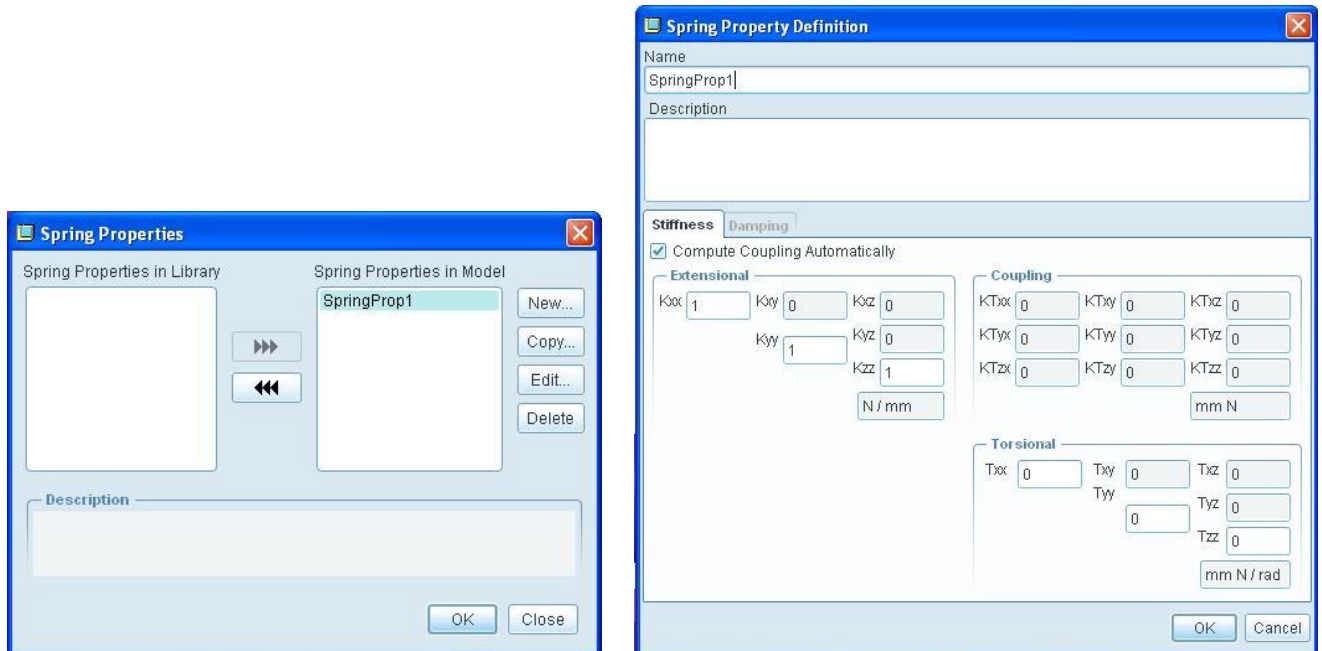 Spring Properties
Spring Properties in Library
Spring Properties in Model
SpringProp1
New...
Copy...
Edit...
Delete
Description
OK Close
Spring Property Definition
Name
SpringProp1
Description
Stiffness Damping
Compute Coupling Automatically
Extensional
Kxx 1 Kxy 0 Kxz 0
Kyy 1 Kyz 0
Kzz 1
N / mm
Coupling
KTxx 0 KTxy 0 KTxz 0
KTyx 0 KTyy 0 KTyz 0
KTzx 0 KTzy 0 KTzz 0
mm N
Torsional
Txx 0 Txy 0 Txz 0
Tyy 0 Tyz 0
Tzz 0
mm N / rad
OK Cancel